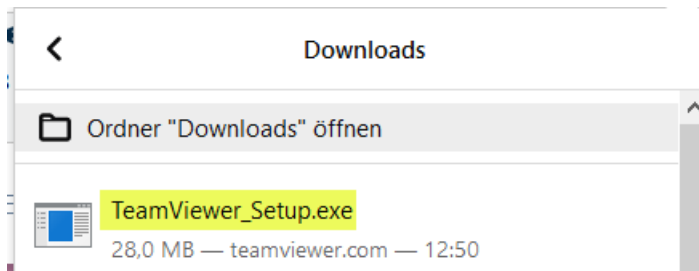 Downloads
Ordner "Downloads" öffnen
TeamViewer_Setup.exe
28,0 MB — teamviewer.com — 12:50